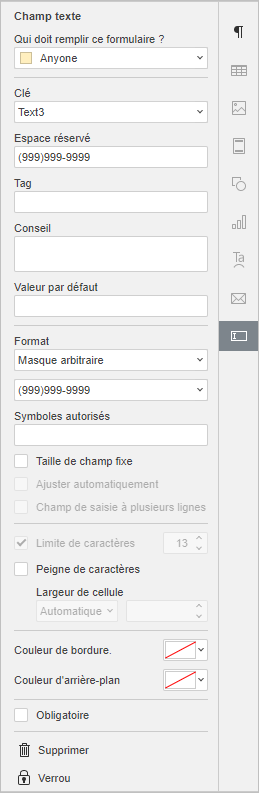 Champ texte
Qui doit remplir ce formulaire ?
Anyone
Clé
Text3
Espace réservé
(999)999-9999
Tag
Conseil
Valeur par défaut
Format
Masque arbitraire
(999)999-9999
Symboles autorisés
Taille de champ fixe
Ajuster automatiquement
Champ de saisie à plusieurs lignes
Limite de caractères 13
Peigne de caractères
Largeur de cellule
Automatique
Couleur de bordure.
Couleur d'arrière-plan
Obligatoire
Supprimer
Verrou
Ta